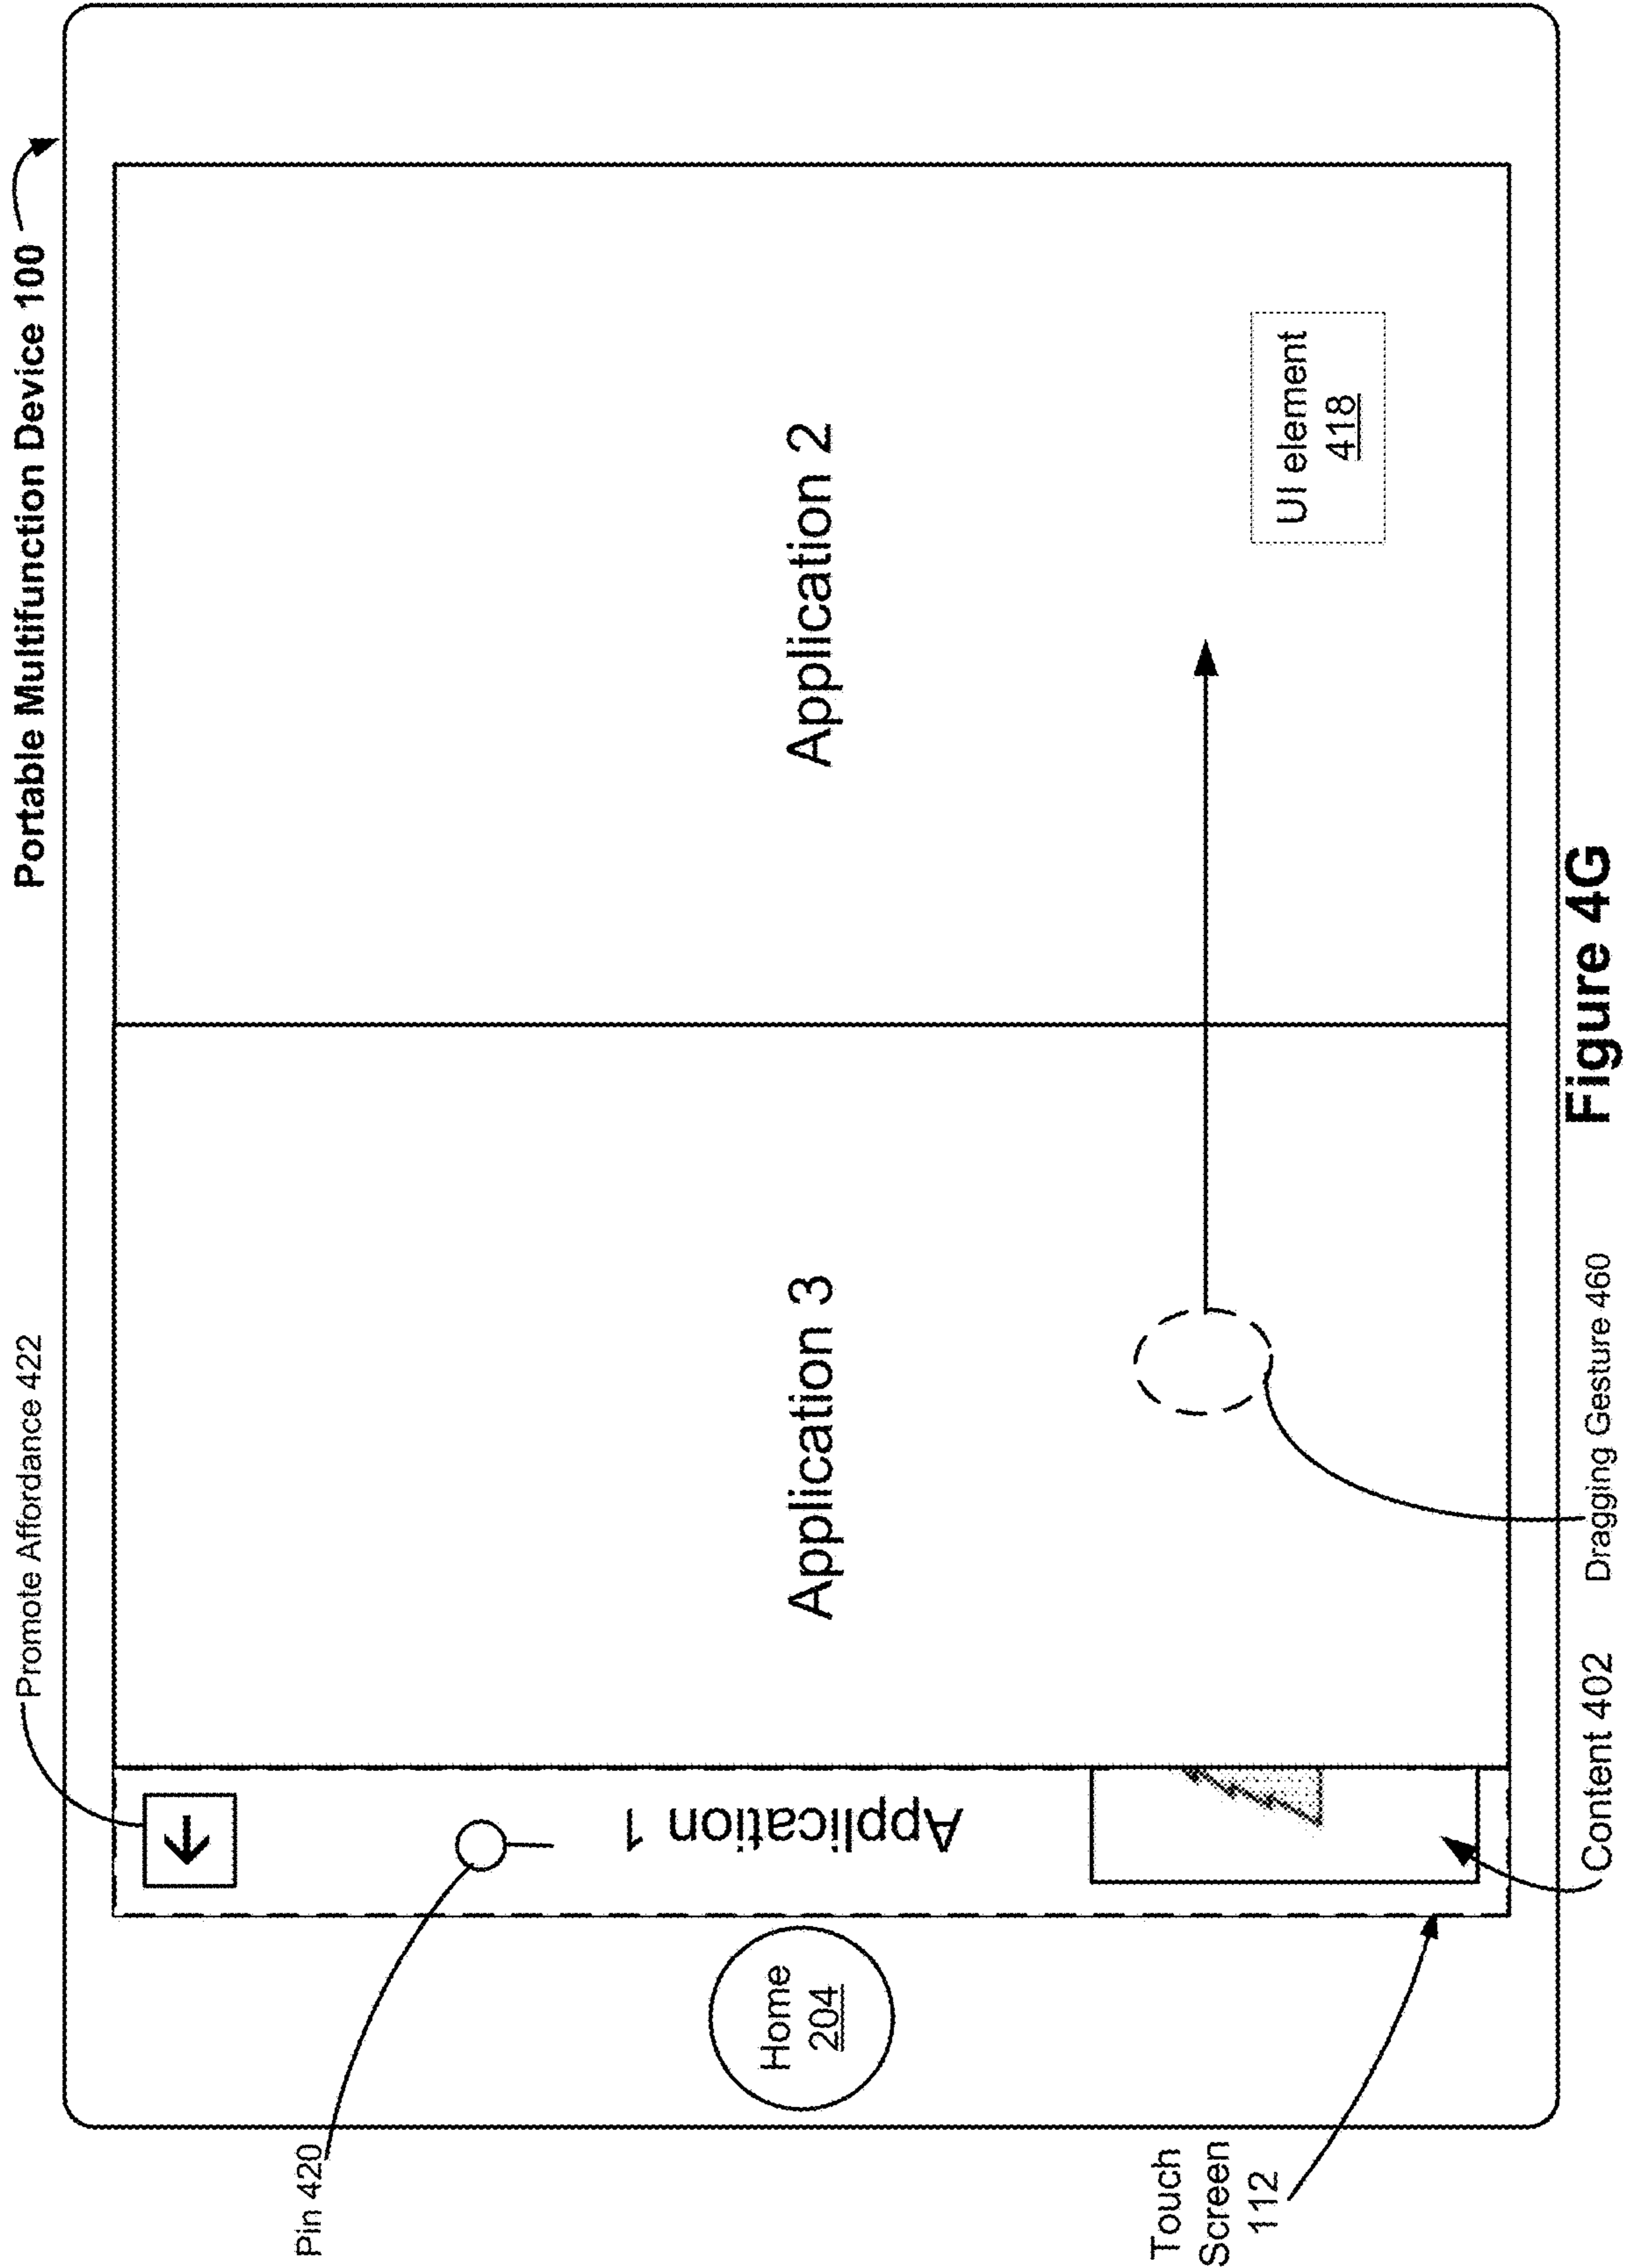 Portable Multifunction Device 100
Promote Affordance 422
Pin 420
Home
204
Application 1
Application 3
Application 2
UI element
418
Touch
Screen
112
Content 402
Dragging Gesture 460
Figure 4G